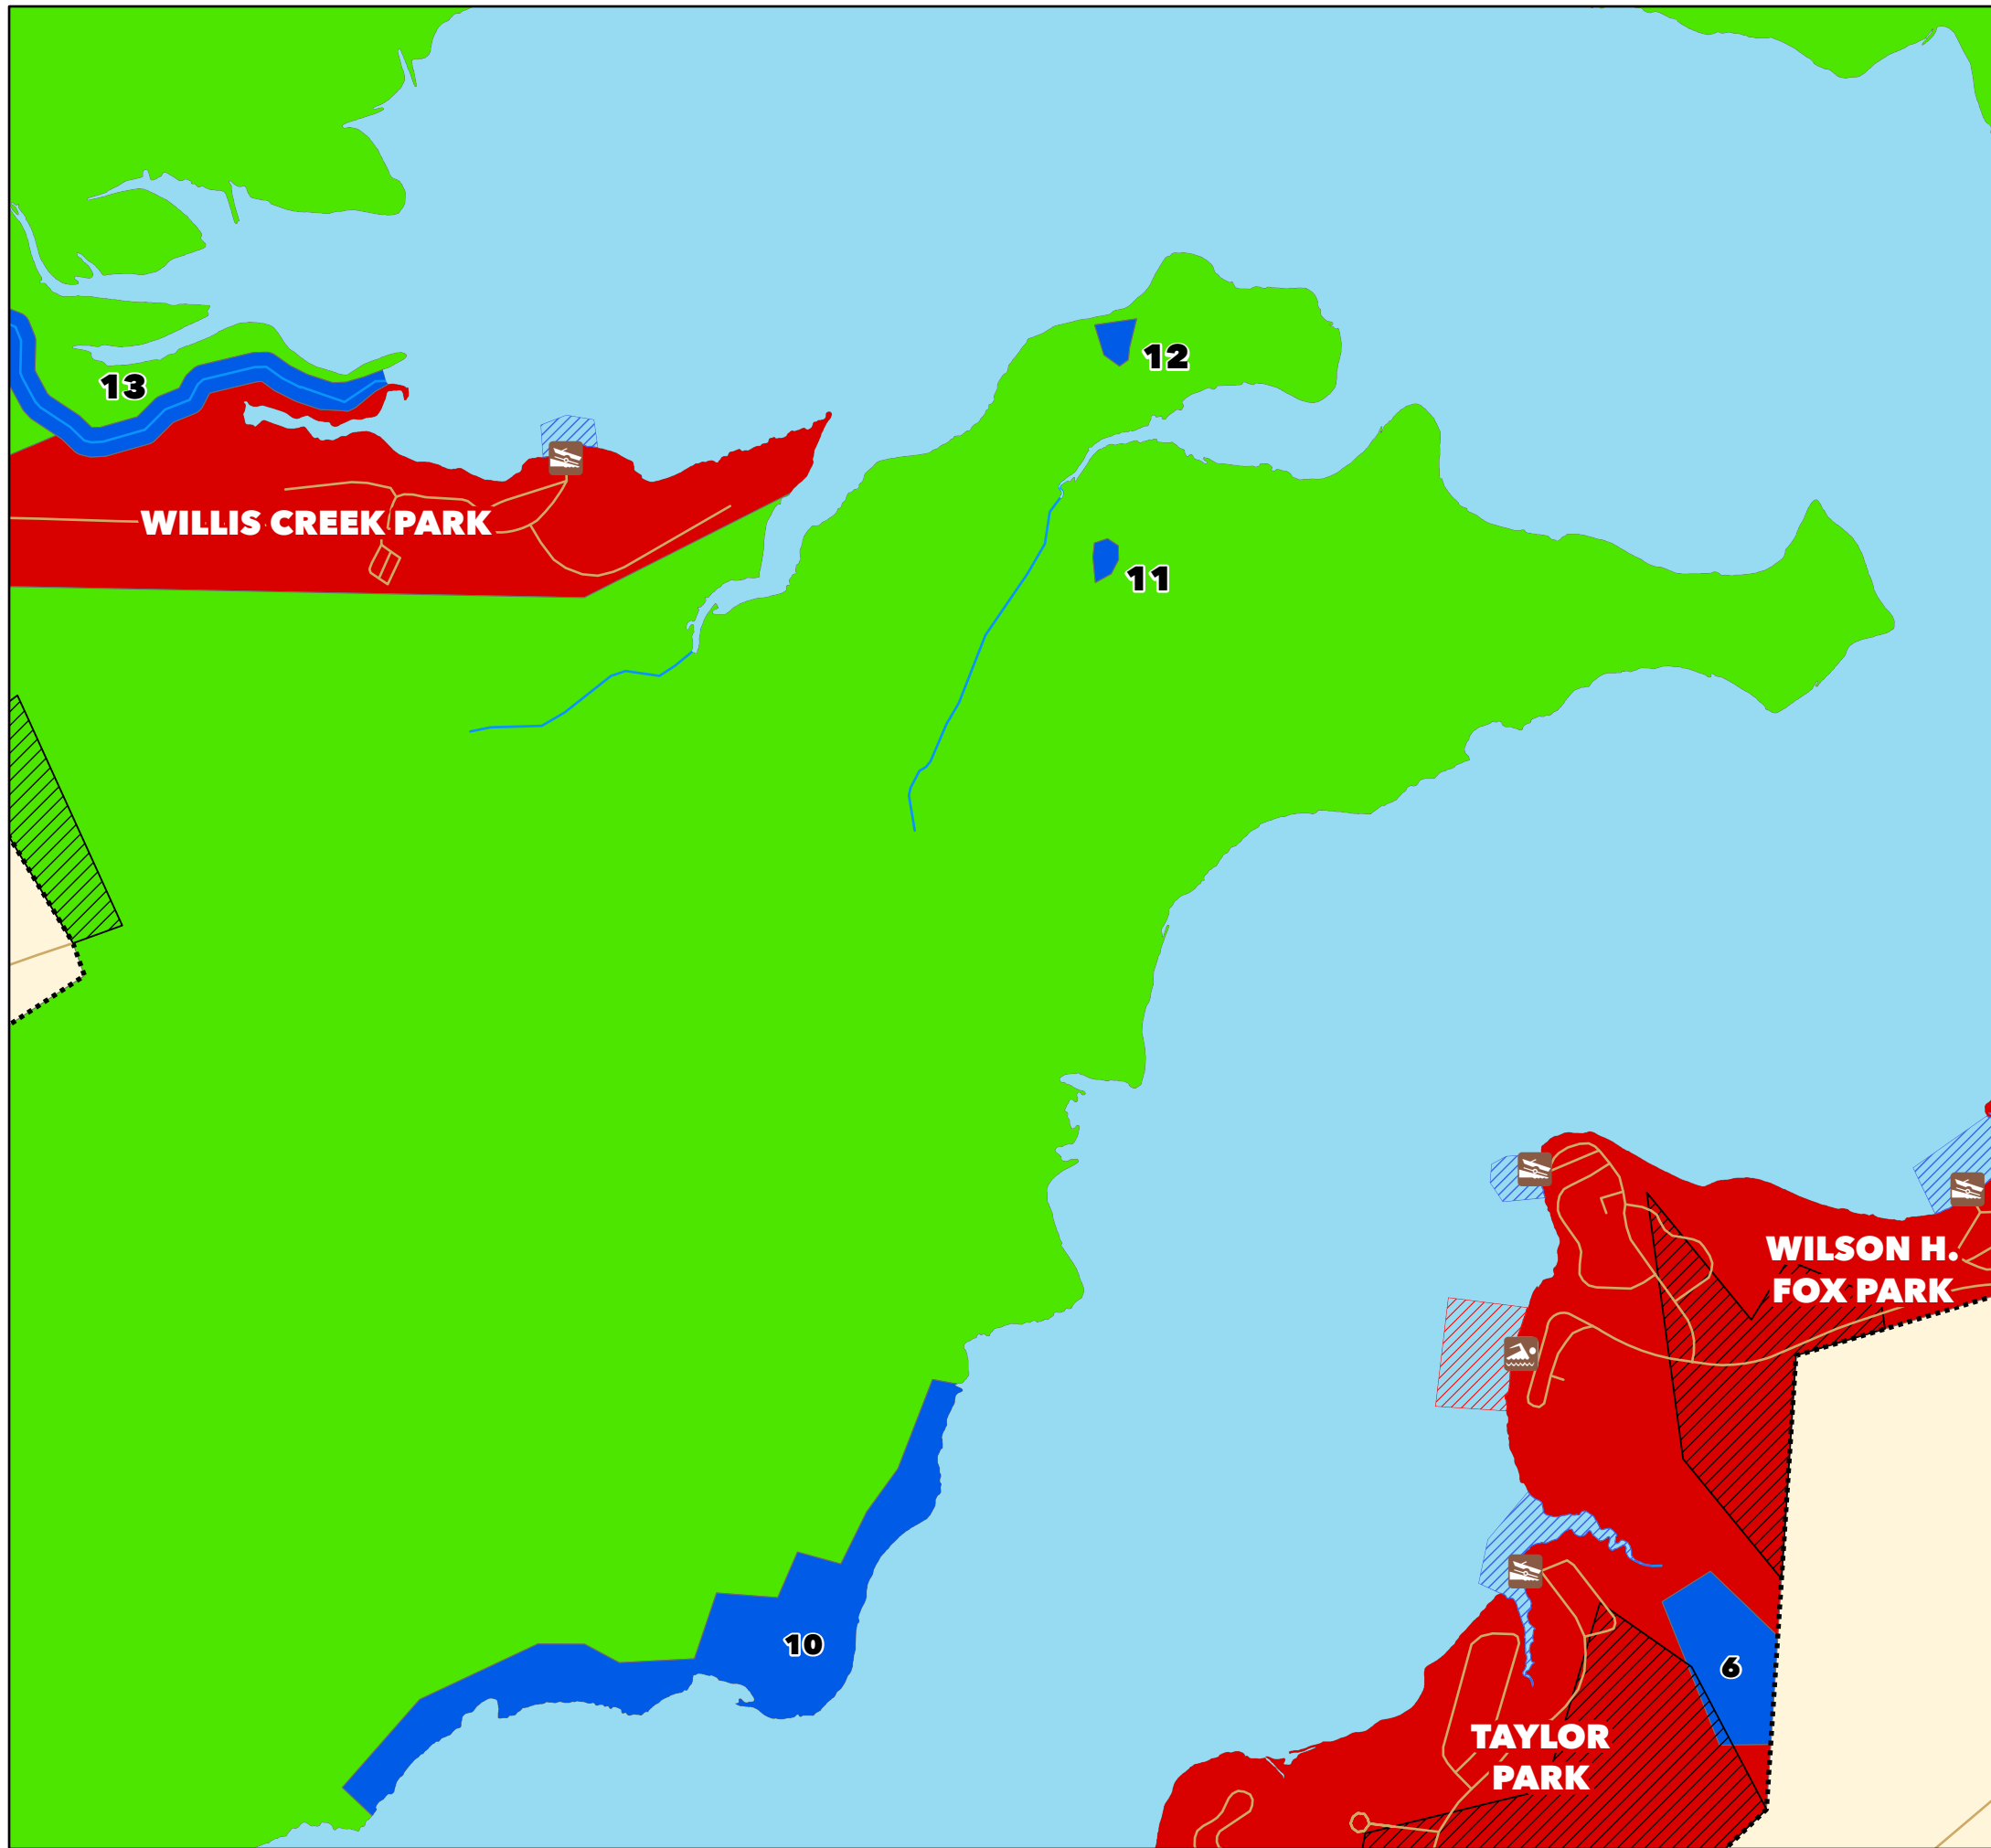 12
13
WILLIS CREEK PARK
11
WILSON H.
FOX PARK
10
6
TAYLOR
PARK